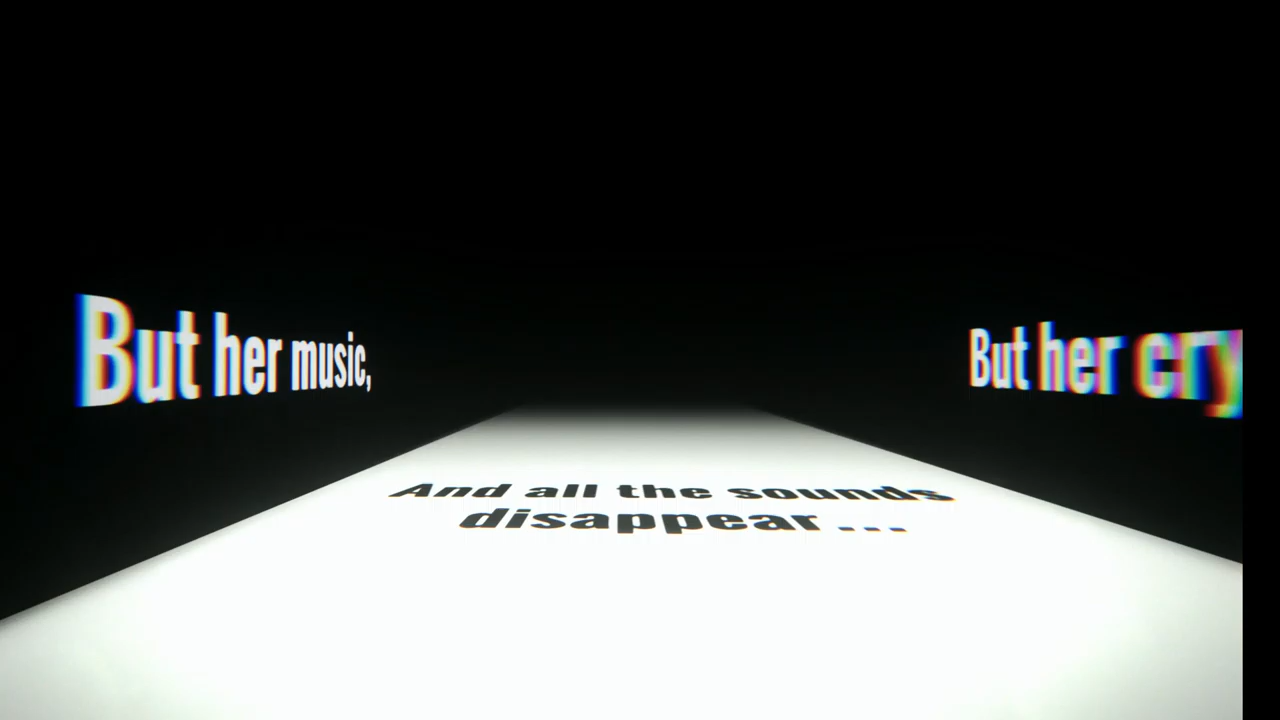 But her music,
But her cry
And all the sounds
disappear...